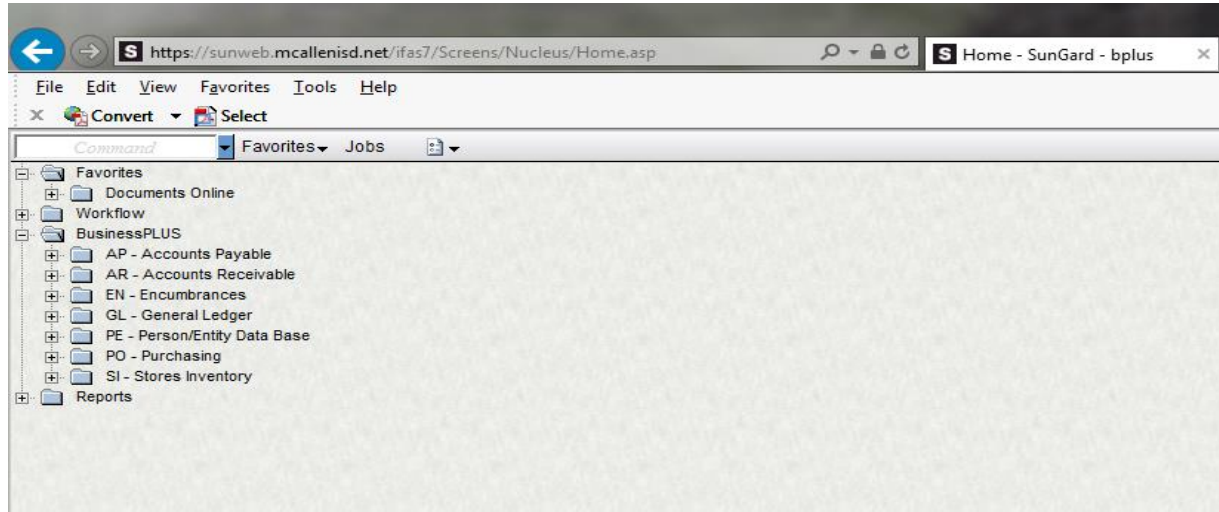 S https://sunweb.mcallenisd.net/ifas7/Screens/Nucleus/Home.asp S Home - SunGard - bplus
File Edit View Favorites Tools Help
Convert Select
Command Favorites Jobs
Favorites
Documents Online
Workflow
BusinessPLUS
AP - Accounts Payable
AR - Accounts Receivable
EN - Encumbrances
GL - General Ledger
PE - Person/Entity Data Base
PO - Purchasing
SI - Stores Inventory
Reports